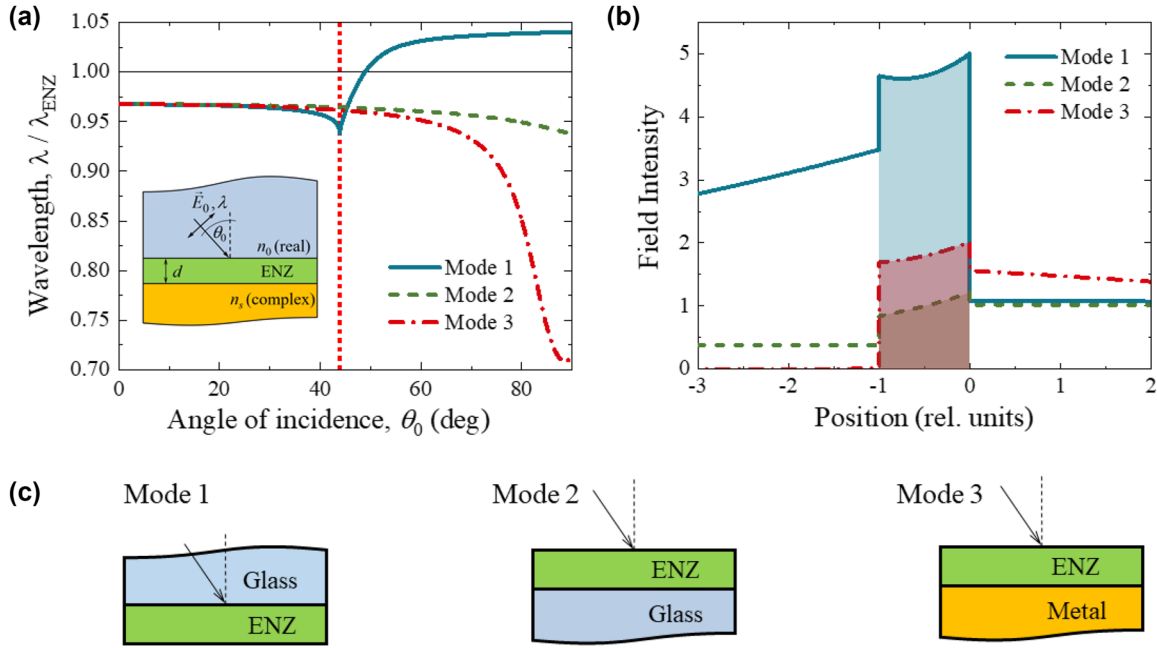 (a)
1.05
1.00
0.95
0.90
0.85
0.80
0.75
0.70
Wavelength, λ / λENZ
0
20
40
60
80
Angle of incidence, θ0 (deg)
E⃗0, λ
θ0
n0 (real)
d
ENZ
ns (complex)
Mode 1
Mode 2
Mode 3
(b)
5
4
3
2
1
0
Field Intensity
-3
-2
-1
0
1
2
Position (rel. units)
Mode 1
Mode 2
Mode 3
(c)
Mode 1
Glass
ENZ
Mode 2
ENZ
Glass
Mode 3
ENZ
Metal